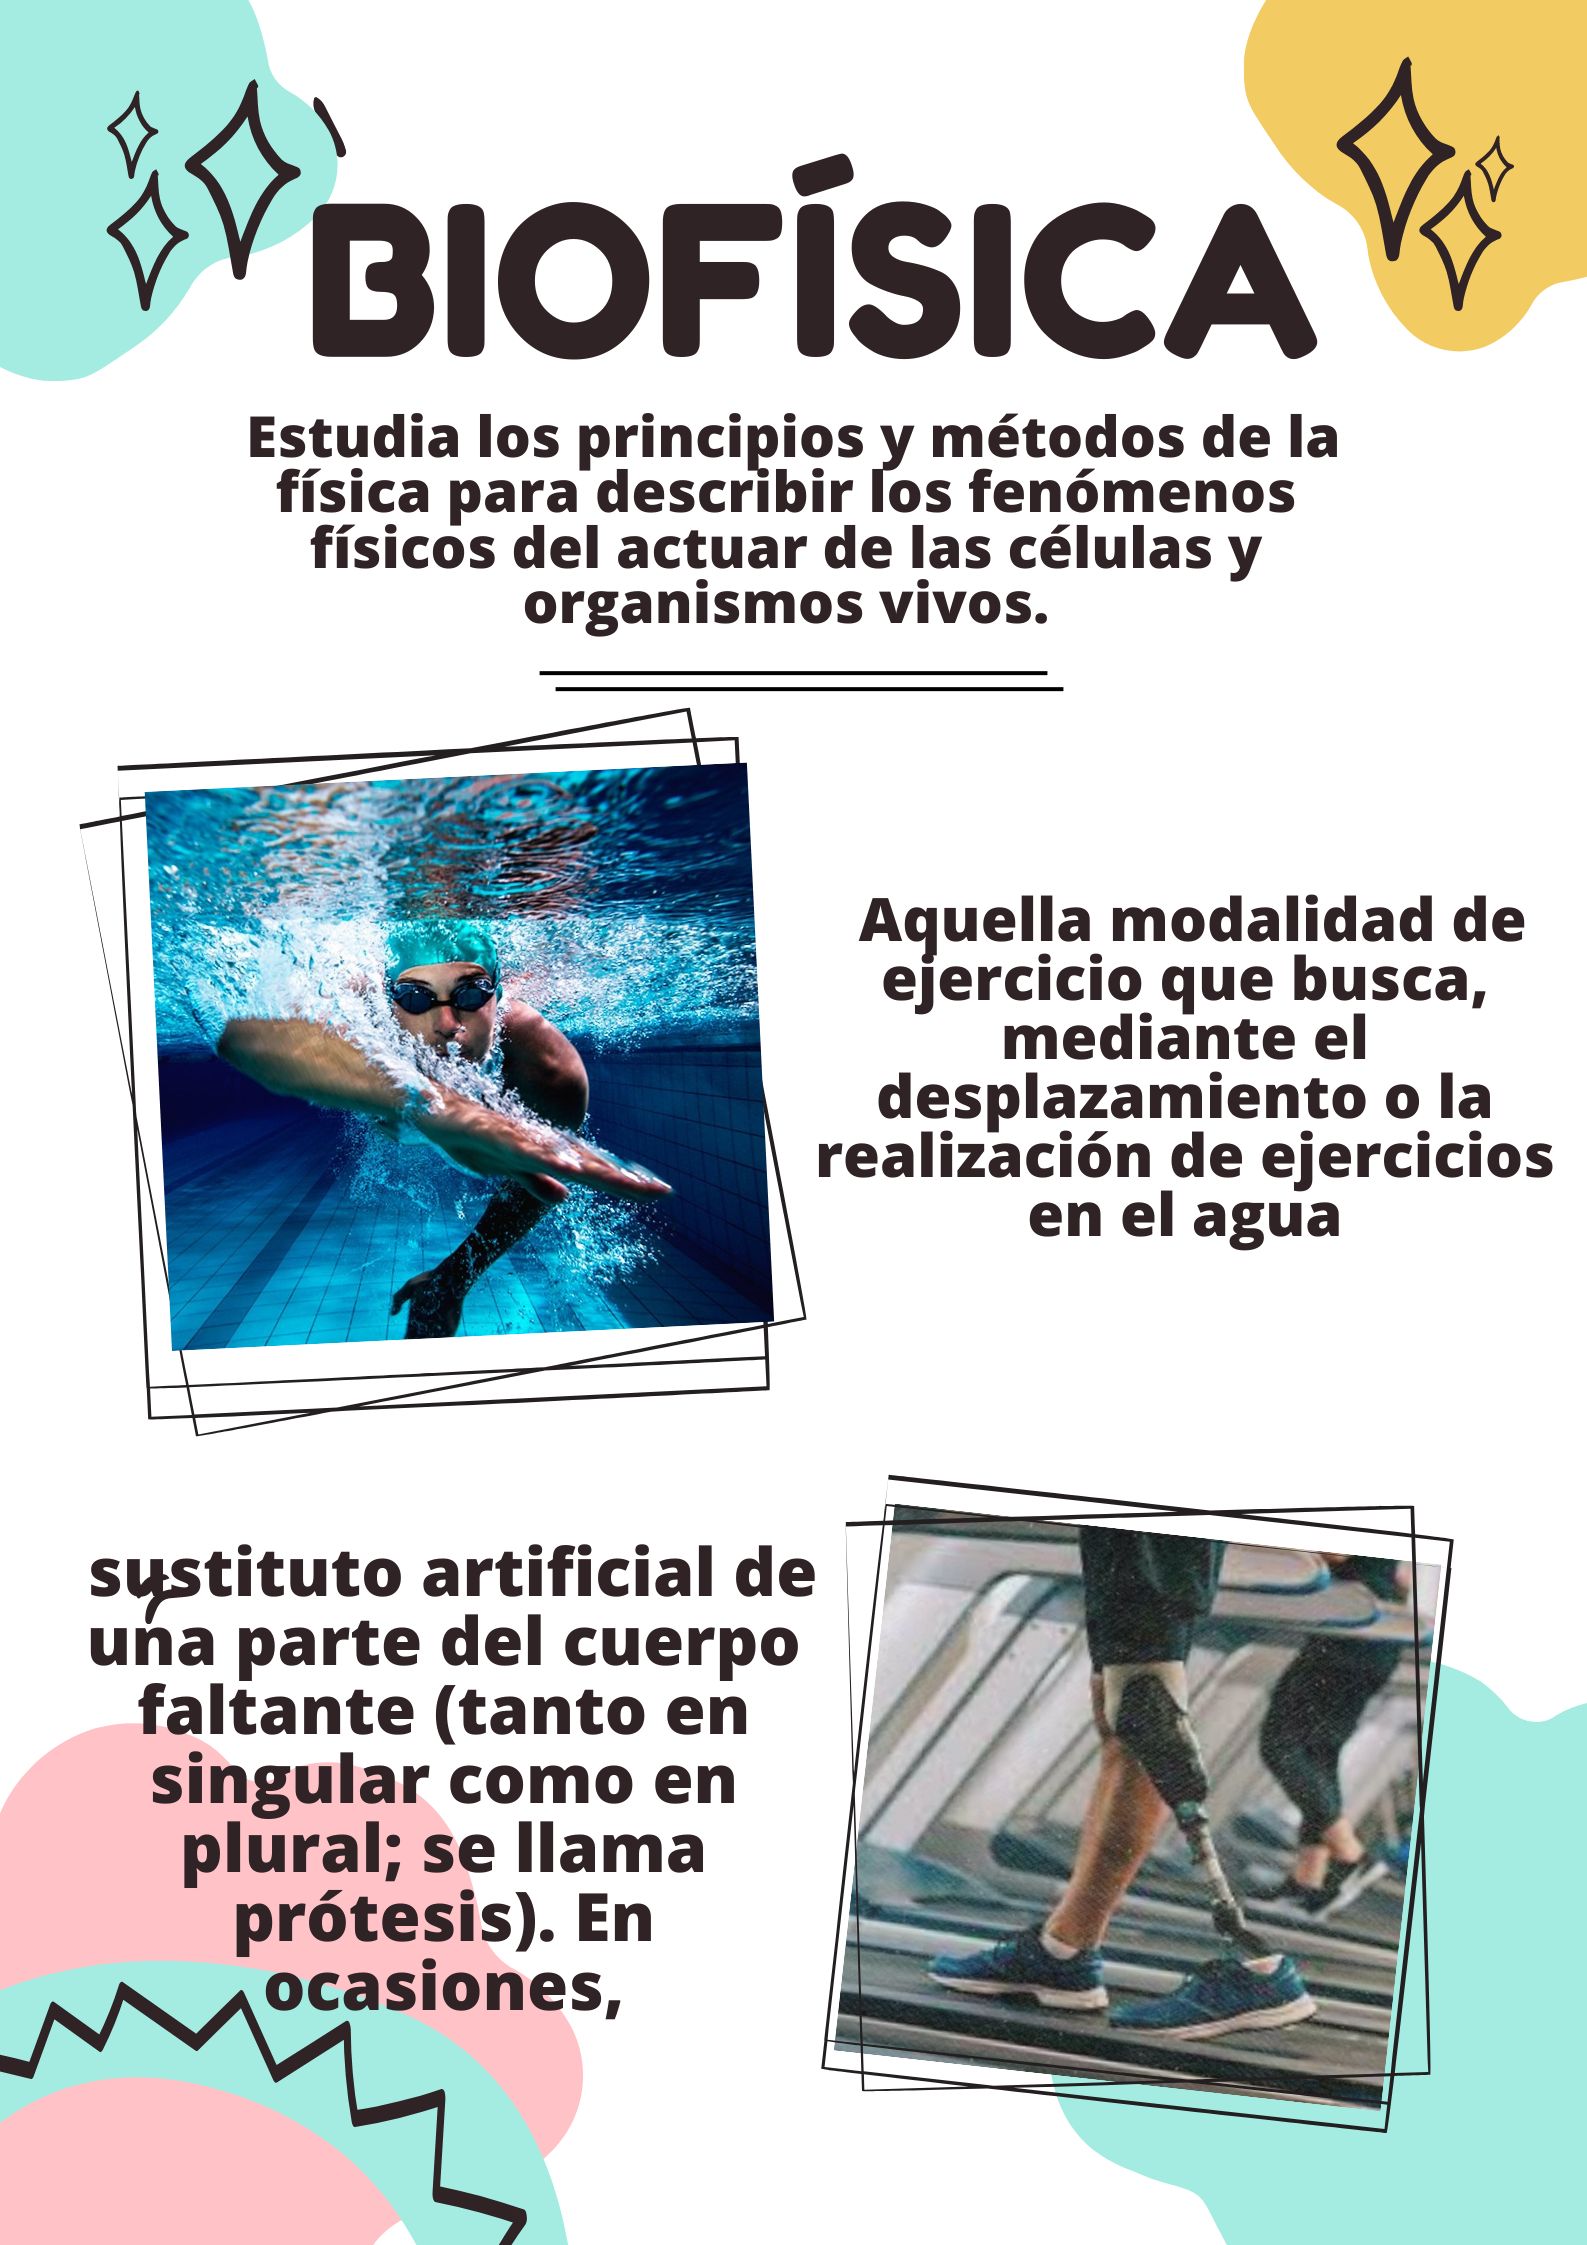 BIOFÍSICA
Estudia los principios y métodos de la
física para describir los fenómenos
físicos del actuar de las células y
organismos vivos.
Aquella modalidad de
ejercicio que busca,
mediante el
desplazamiento o la
realización de ejercicios
en el agua
sustituto artificial de
una parte del cuerpo
faltante (tanto en
singular como en
plural; se llama
prótesis). En
ocasiones,